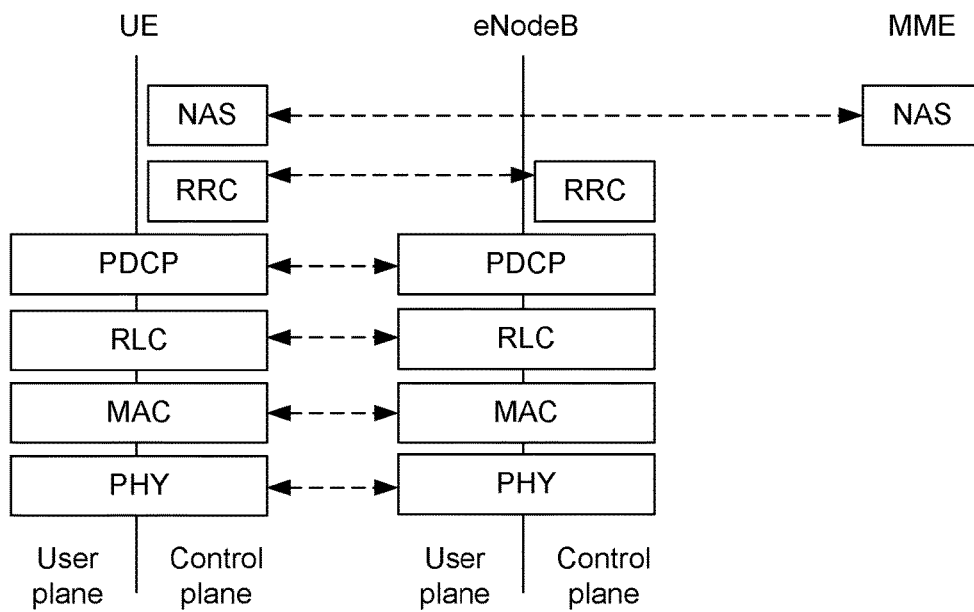 UE eNodeB MME
NAS NAS
RRC RRC
PDCP PDCP
RLC RLC
MAC MAC
PHY PHY
User Control User Control
plane plane plane plane